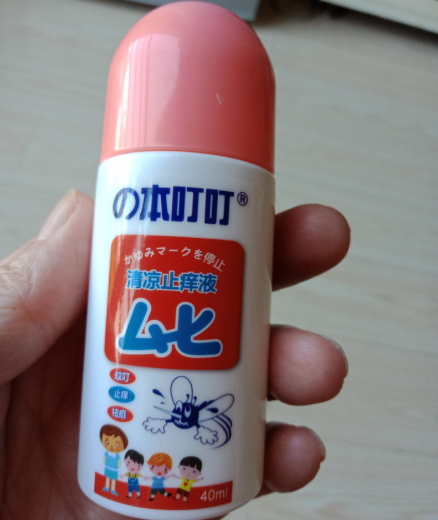 の本叮叮®
かゆみマークを停止
清凉止痒液
ムヒ
蚊叮
止痒
祛痕
40ml